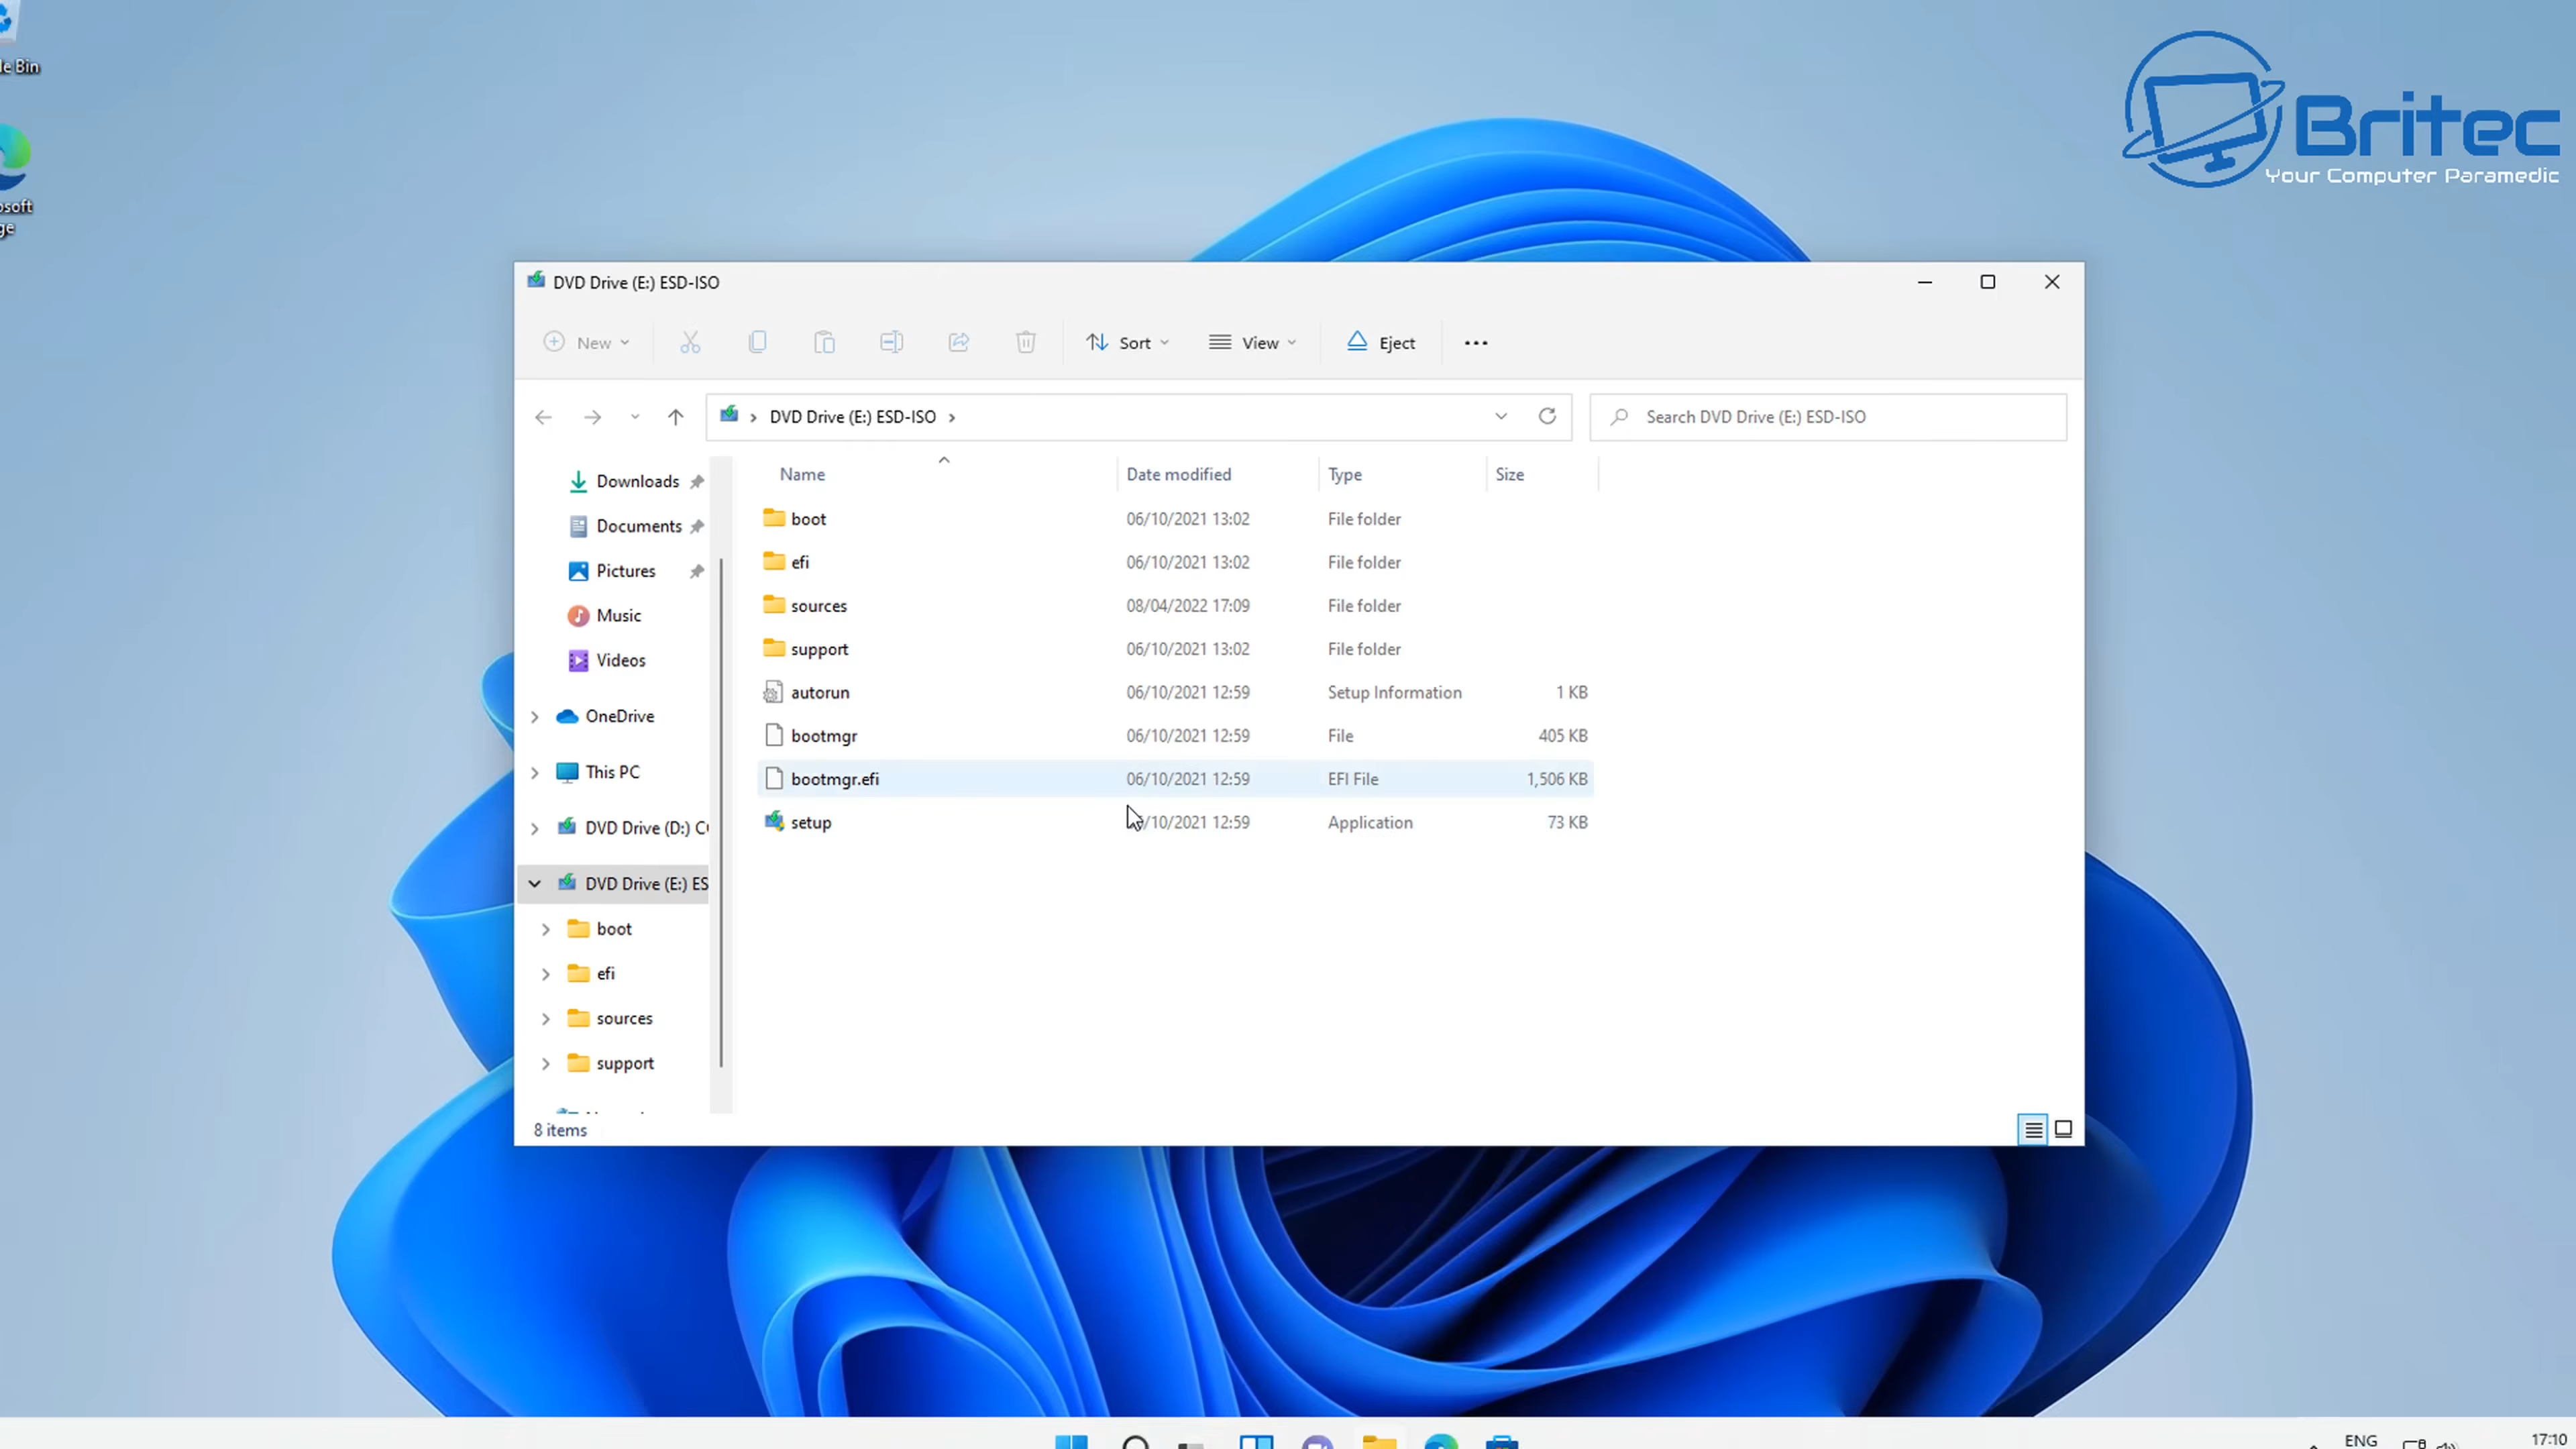 le Bin
osoft
ge
Britec
Your Computer Paramedic
DVD Drive (E:) ESD-ISO
New
Sort
View
Eject
DVD Drive (E:) ESD-ISO
Search DVD Drive (E:) ESD-ISO
Name Date modified Type Size
Downloads
Documents
Pictures
Music
Videos
OneDrive
This PC
DVD Drive (D:) C
DVD Drive (E:) ES
boot
efi
sources
support
boot 06/10/2021 13:02 File folder
efi 06/10/2021 13:02 File folder
sources 08/04/2022 17:09 File folder
support 06/10/2021 13:02 File folder
autorun 06/10/2021 12:59 Setup Information 1 KB
bootmgr 06/10/2021 12:59 File 405 KB
bootmgr.efi 06/10/2021 12:59 EFI File 1,506 KB
setup /10/2021 12:59 Application 73 KB
8 items
ENG
17:10